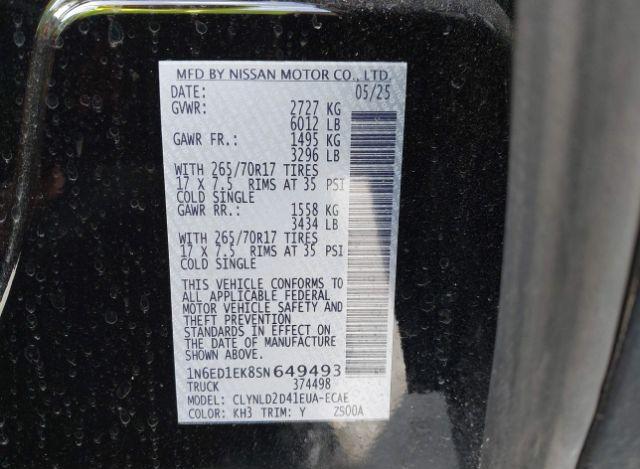 MFD BY NISSAN MOTOR CO., LTD.
DATE: 05/25
GVWR: 2727 KG
6012 LB
GAWR FR.: 1495 KG
3296 LB
WITH 265/70R17 TIRES
17 X 7.5 RIMS AT 35 PSI
COLD SINGLE
GAWR RR.: 1558 KG
3434 LB
WITH 265/70R17 TIRES
17 X 7.5 RIMS AT 35 PSI
COLD SINGLE
THIS VEHICLE CONFORMS TO
ALL APPLICABLE FEDERAL
MOTOR VEHICLE SAFETY AND
THEFT PREVENTION
STANDARDS IN EFFECT ON
THE DATE OF MANUFACTURE
SHOWN ABOVE.
1N6ED1EK8SN649493
TRUCK 374498
MODEL: CLYNLD2D41EUA-ECAE
COLOR: KH3 TRIM: Y ZS00A